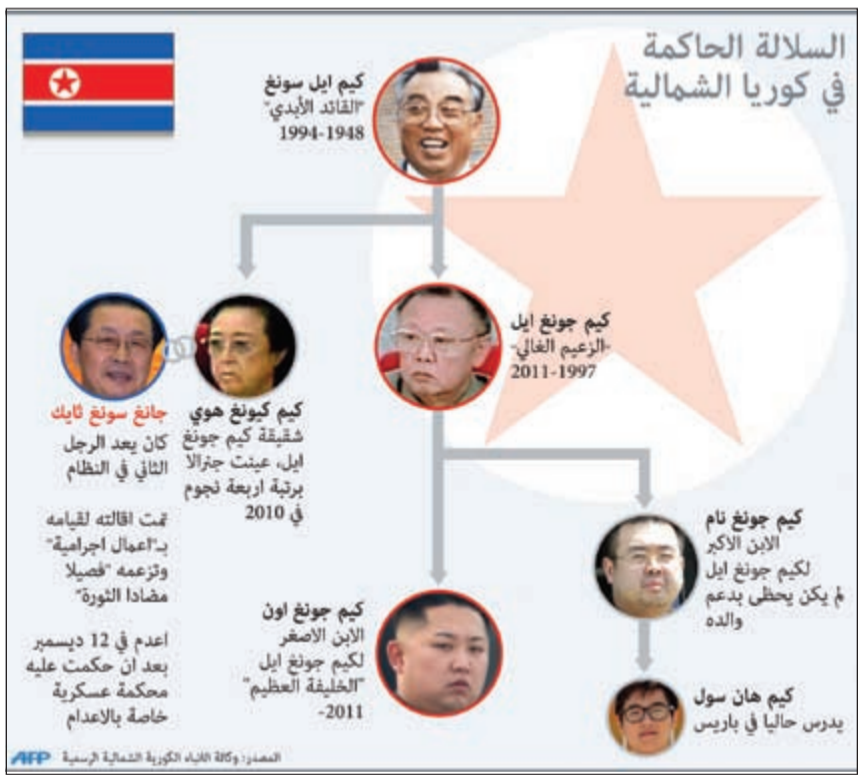 السلالة الحاكمة
في كوريا الشمالية
كيم ايل سونغ
"القائد الأبدي"
1994-1948
كيم جونغ ايل
-الزعيم الغالي-
2011-1997
كيم كيونغ هوي
شقيقة كيم جونغ
ايل، عينت جنرالا
برتبة اربعة نجوم
في 2010
جانغ سونغ ثايك
كان يعد الرجل
الثاني في النظام
تمت اقالته لقيامه
بـ"اعمال اجرامية"
وتزعمه "فصيلا
مضادا الثورة"
اعدم في 12 ديسمبر
بعد ان حكمت عليه
محكمة عسكرية
خاصة بالاعدام
كيم جونغ نام
الابن الاكبر
لكيم جونغ ايل
لم يكن يحظى بدعم
والده
كيم جونغ اون
الابن الاصغر
لكيم جونغ ايل
"الخليفة العظيم"
-2011
كيم هان سول
يدرس حاليا في باريس
المصدر: وكالة الانباء الكورية الشمالية الرسمية AFP